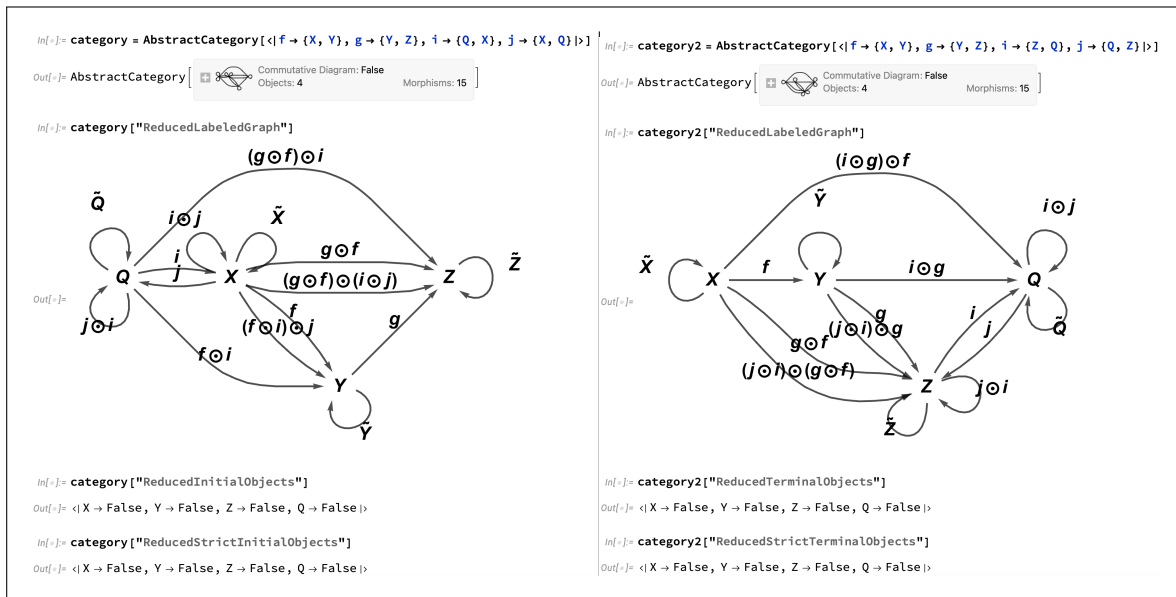 In[◦]:= category = AbstractCategory[<|f → {X, Y}, g → {Y, Z}, i → {Q, X}, j → {X, Q}|>]
Out[◦]= AbstractCategory[
Commutative Diagram: False
Objects: 4 Morphisms: 15
]
In[◦]:= category["ReducedLabeledGraph"]
(g⊙f)⊙i
Q̃
i⊙j
X̃
g⊙f
Z̃
i
j
Q
X
Z
(g⊙f)⊙(i⊙j)
Out[◦]=
j⊙i
f
(f⊙i)⊙j
g
f⊙i
Y
Ỹ
In[◦]:= category["ReducedInitialObjects"]
Out[◦]= <|X → False, Y → False, Z → False, Q → False|>
In[◦]:= category["ReducedStrictInitialObjects"]
Out[◦]= <|X → False, Y → False, Z → False, Q → False|>
In[◦]:= category2 = AbstractCategory[<|f → {X, Y}, g → {Y, Z}, i → {Z, Q}, j → {Q, Z}|>]
Out[◦]= AbstractCategory[
Commutative Diagram: False
Objects: 4 Morphisms: 15
]
In[◦]:= category2["ReducedLabeledGraph"]
(i⊙g)⊙f
Ỹ
i⊙j
X̃
f
i⊙g
X
Y
Q
Out[◦]=
g
i
j
Q̃
(j⊙i)⊙g
g⊙f
(j⊙i)⊙(g⊙f)
Z
j⊙i
Z̃
In[◦]:= category2["ReducedTerminalObjects"]
Out[◦]= <|X → False, Y → False, Z → False, Q → False|>
In[◦]:= category2["ReducedStrictTerminalObjects"]
Out[◦]= <|X → False, Y → False, Z → False, Q → False|>